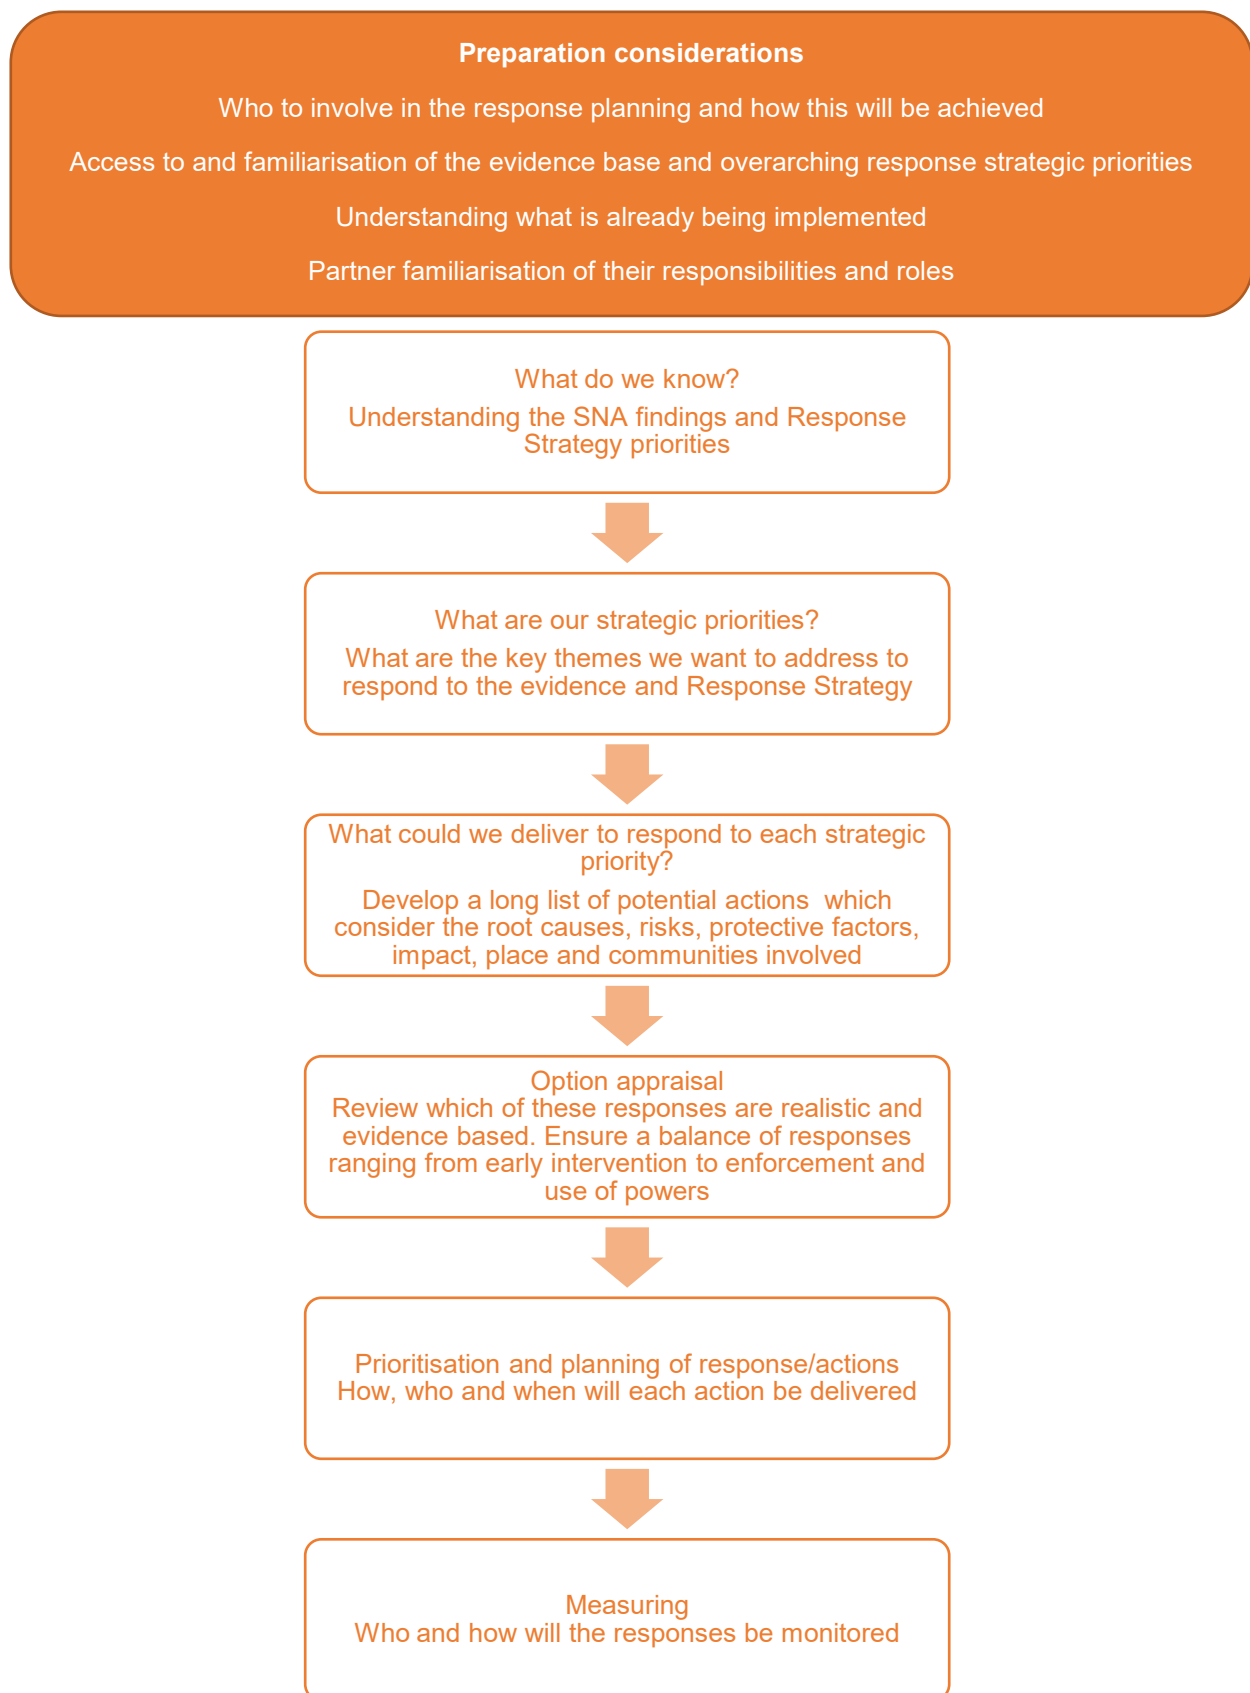 Preparation considerations
Who to involve in the response planning and how this will be achieved
Access to and familiarisation of the evidence base and overarching response strategic priorities
Understanding what is already being implemented
Partner familiarisation of their responsibilities and roles
What do we know?
Understanding the SNA findings and Response
Strategy priorities
What are our strategic priorities?
What are the key themes we want to address to
respond to the evidence and Response Strategy
What could we deliver to respond to each strategic
priority?
Develop a long list of potential actions  which
consider the root causes, risks, protective factors,
impact, place and communities involved
Option appraisal
Review which of these responses are realistic and
evidence based. Ensure a balance of responses
ranging from early intervention to enforcement and
use of powers
Prioritisation and planning of response/actions
How, who and when will each action be delivered
Measuring
Who and how will the responses be monitored